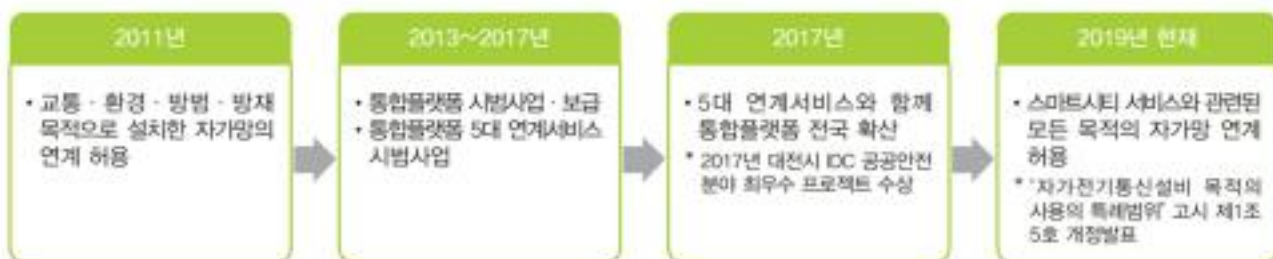 2011년
• 교통 · 환경 · 방범 · 방재
목적으로 설치한 자가망의
연계 허용
2013~2017년
• 통합플랫폼 시범사업 · 보급
• 통합플랫폼 5대 연계서비스
시범사업
2017년
• 5대 연계서비스와 함께
통합플랫폼 전국 확산
* 2017년 대전시 IDC 공공안전
분야 최우수 프로젝트 수상
2019년 현재
• 스마트시티 서비스와 관련된
모든 목적의 자가망 연계
허용
* '자가전기통신설비 목적의
사용의 특례범위' 고시 제1조
5호 개정발표